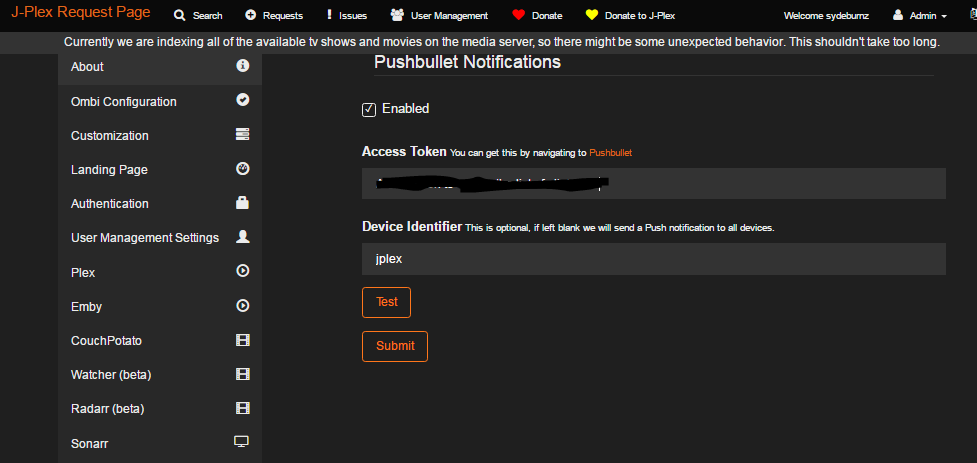 J-Plex Request Page Search Requests Issues User Management Donate Donate to J-Plex Welcome sydeburnz Admin
Currently we are indexing all of the available tv shows and movies on the media server, so there might be some unexpected behavior. This shouldn't take too long.
About
Ombi Configuration
Customization
Landing Page
Authentication
User Management Settings
Plex
Emby
CouchPotato
Watcher (beta)
Radarr (beta)
Sonarr
Pushbullet Notifications
Enabled
Access Token You can get this by navigating to Pushbullet
Device Identifier This is optional, if left blank we will send a Push notification to all devices.
jplex
Test
Submit